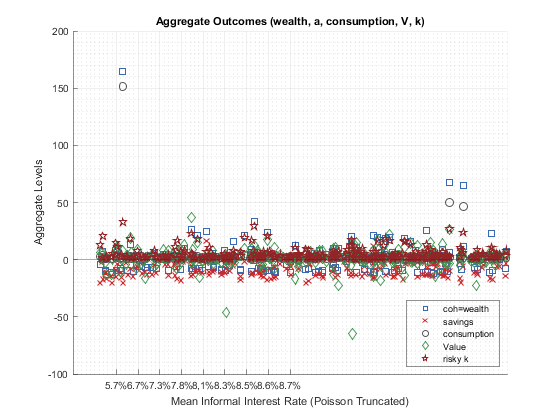 Aggregate Outcomes (wealth, a, consumption, V, k)
200
150
100
50
0
-50
-100
Aggregate Levels
5.7%6.7%7.3%7.8%8,1%8.3%8.5%8.6%8.7%
Mean Informal Interest Rate (Poisson Truncated)
coh=wealth
savings
consumption
Value
risky k